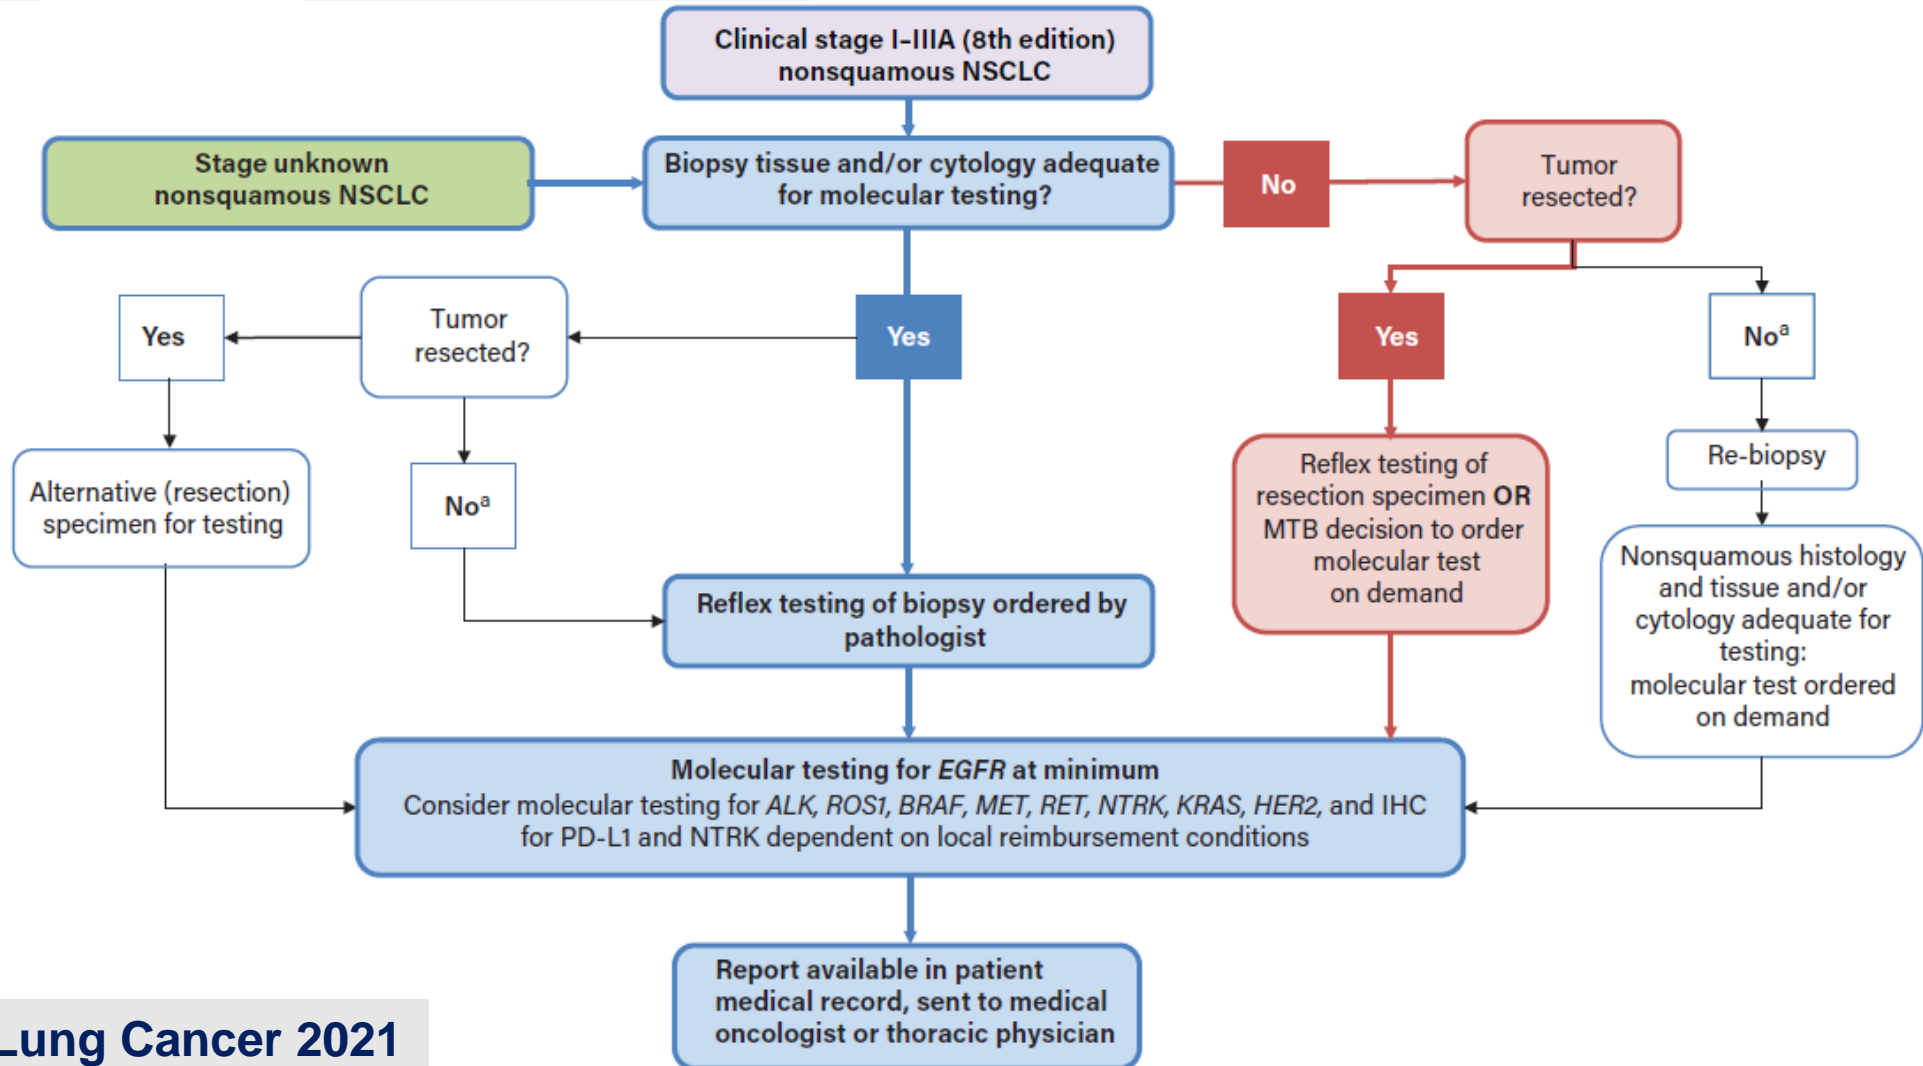 Clinical stage I–IIIA (8th edition)
nonsquamous NSCLC
Stage unknown
nonsquamous NSCLC
Biopsy tissue and/or cytology adequate
for molecular testing?
No
Tumor
resected?
Yes
Tumor
resected?
Yes
Yes
Noᵃ
Alternative (resection)
specimen for testing
Noᵃ
Reflex testing of
resection specimen OR
MTB decision to order
molecular test
on demand
Re-biopsy
Nonsquamous histology
and tissue and/or
cytology adequate for
testing:
molecular test ordered
on demand
Reflex testing of biopsy ordered by
pathologist
Molecular testing for EGFR at minimum
Consider molecular testing for ALK, ROS1, BRAF, MET, RET, NTRK, KRAS, HER2, and IHC
for PD-L1 and NTRK dependent on local reimbursement conditions
Report available in patient
medical record, sent to medical
oncologist or thoracic physician
Lung Cancer 2021